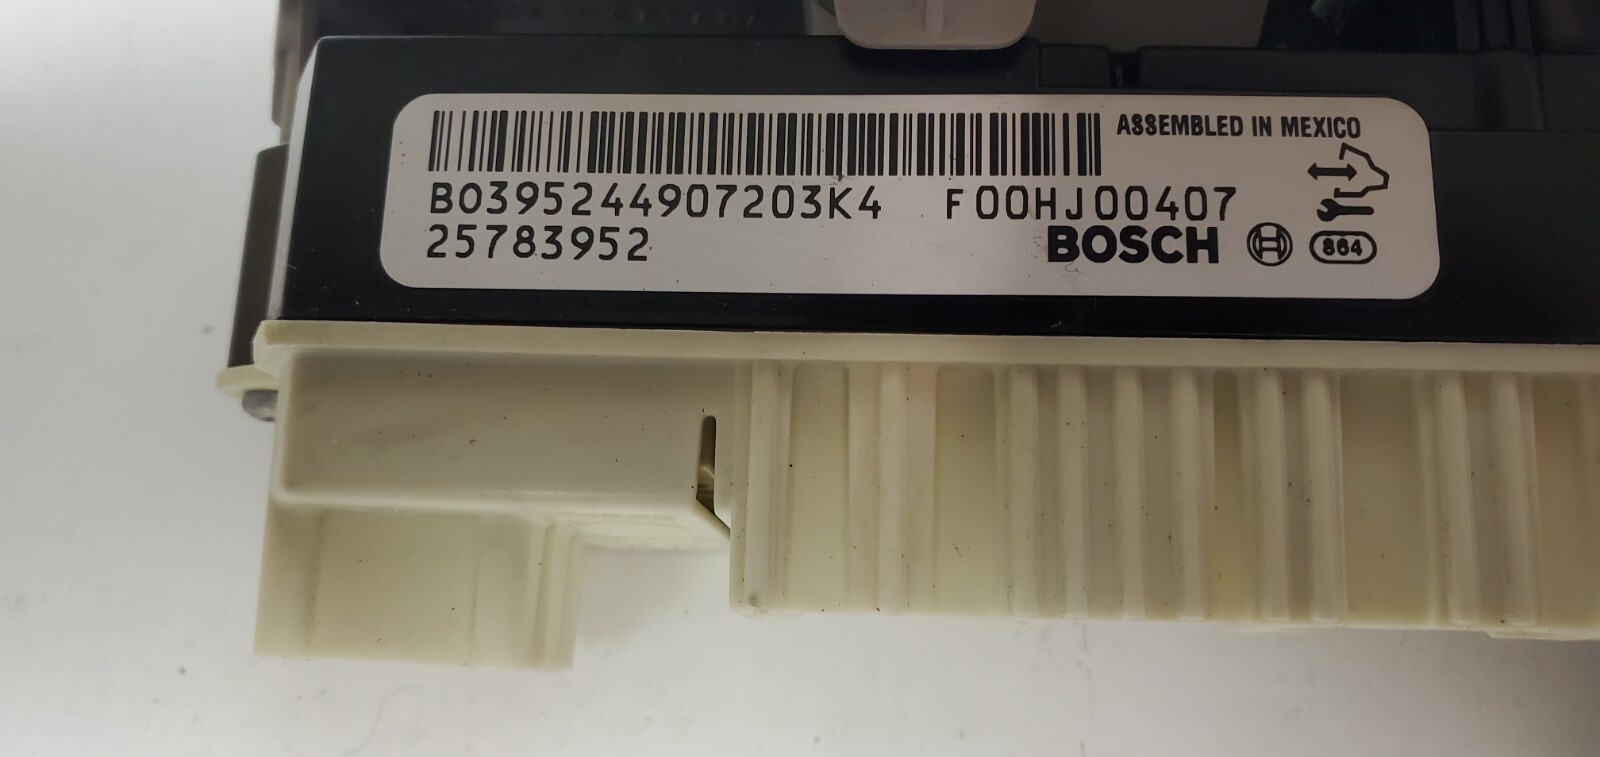 ASSEMBLED IN MEXICO
B0395244907203K4 F00HJ00407
25783952 BOSCH 864